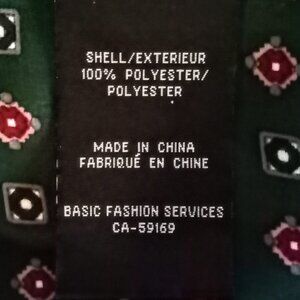 SHELL/EXTERIEUR
100% POLYESTER/
POLYESTER
MADE IN CHINA
FABRIQUÉ EN CHINE
BASIC FASHION SERVICES
CA-59169